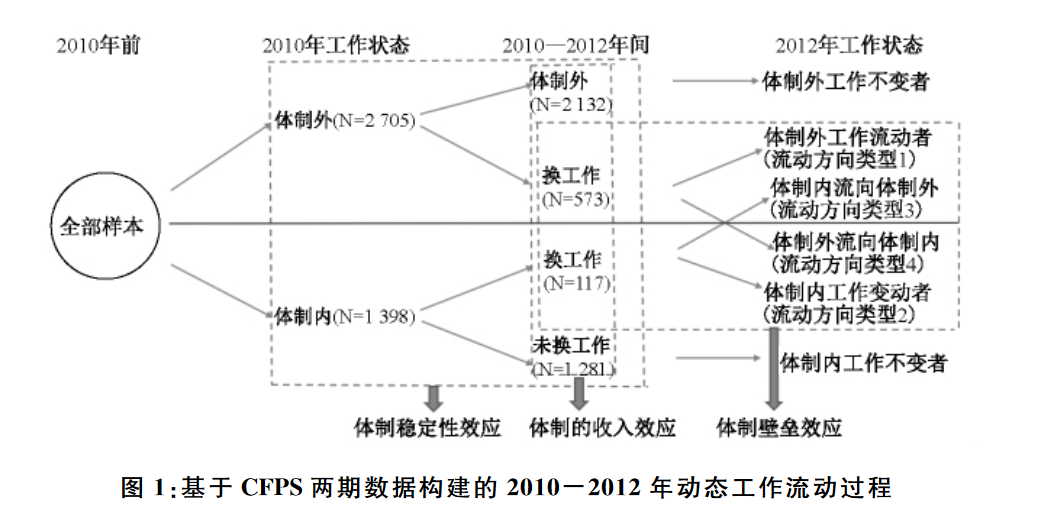 2010年前
2010年工作状态
2010—2012年间
2012年工作状态
体制外
(N=2 132)
体制外工作不变者
体制外(N=2 705)
体制外工作流动者
(流动方向类型1)
换工作
(N=573)
体制内流向体制外
(流动方向类型3)
全部样本
体制外流向体制内
(流动方向类型4)
换工作
(N=117)
体制内工作变动者
(流动方向类型2)
体制内(N=1 398)
未换工作
(N=1 281)
体制内工作不变者
体制稳定性效应
体制的收入效应
体制壁垒效应
图 1:基于 CFPS 两期数据构建的 2010－2012 年动态工作流动过程